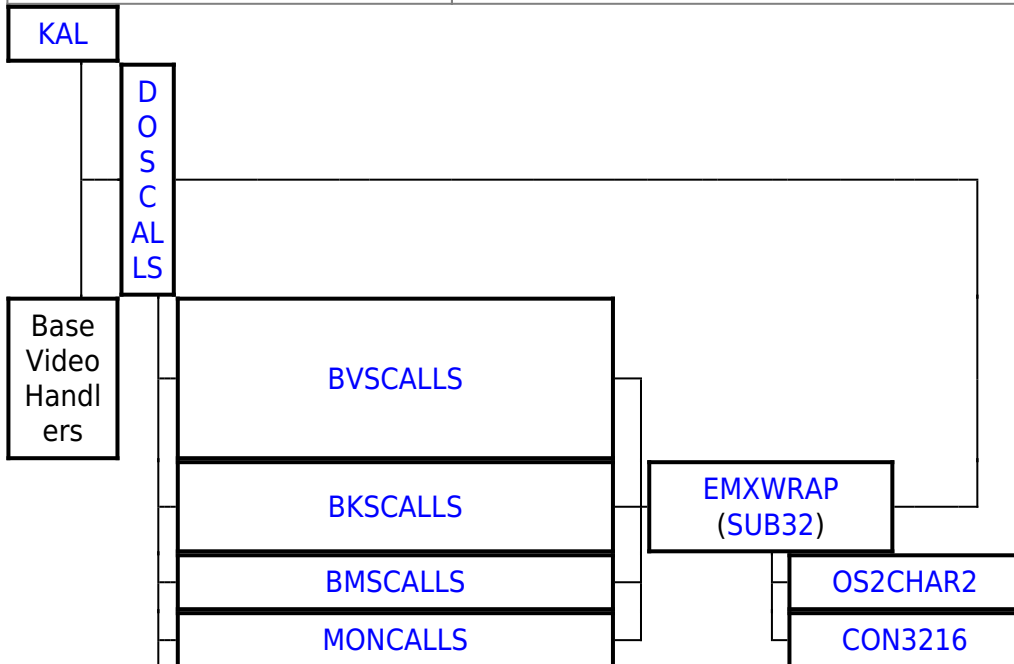 KAL
D
O
S
C
AL
LS
Base
Video
Handl
ers
BVSCALLS
BKSCALLS
EMXWRAP
(SUB32)
BMSCALLS
OS2CHAR2
MONCALLS
CON3216